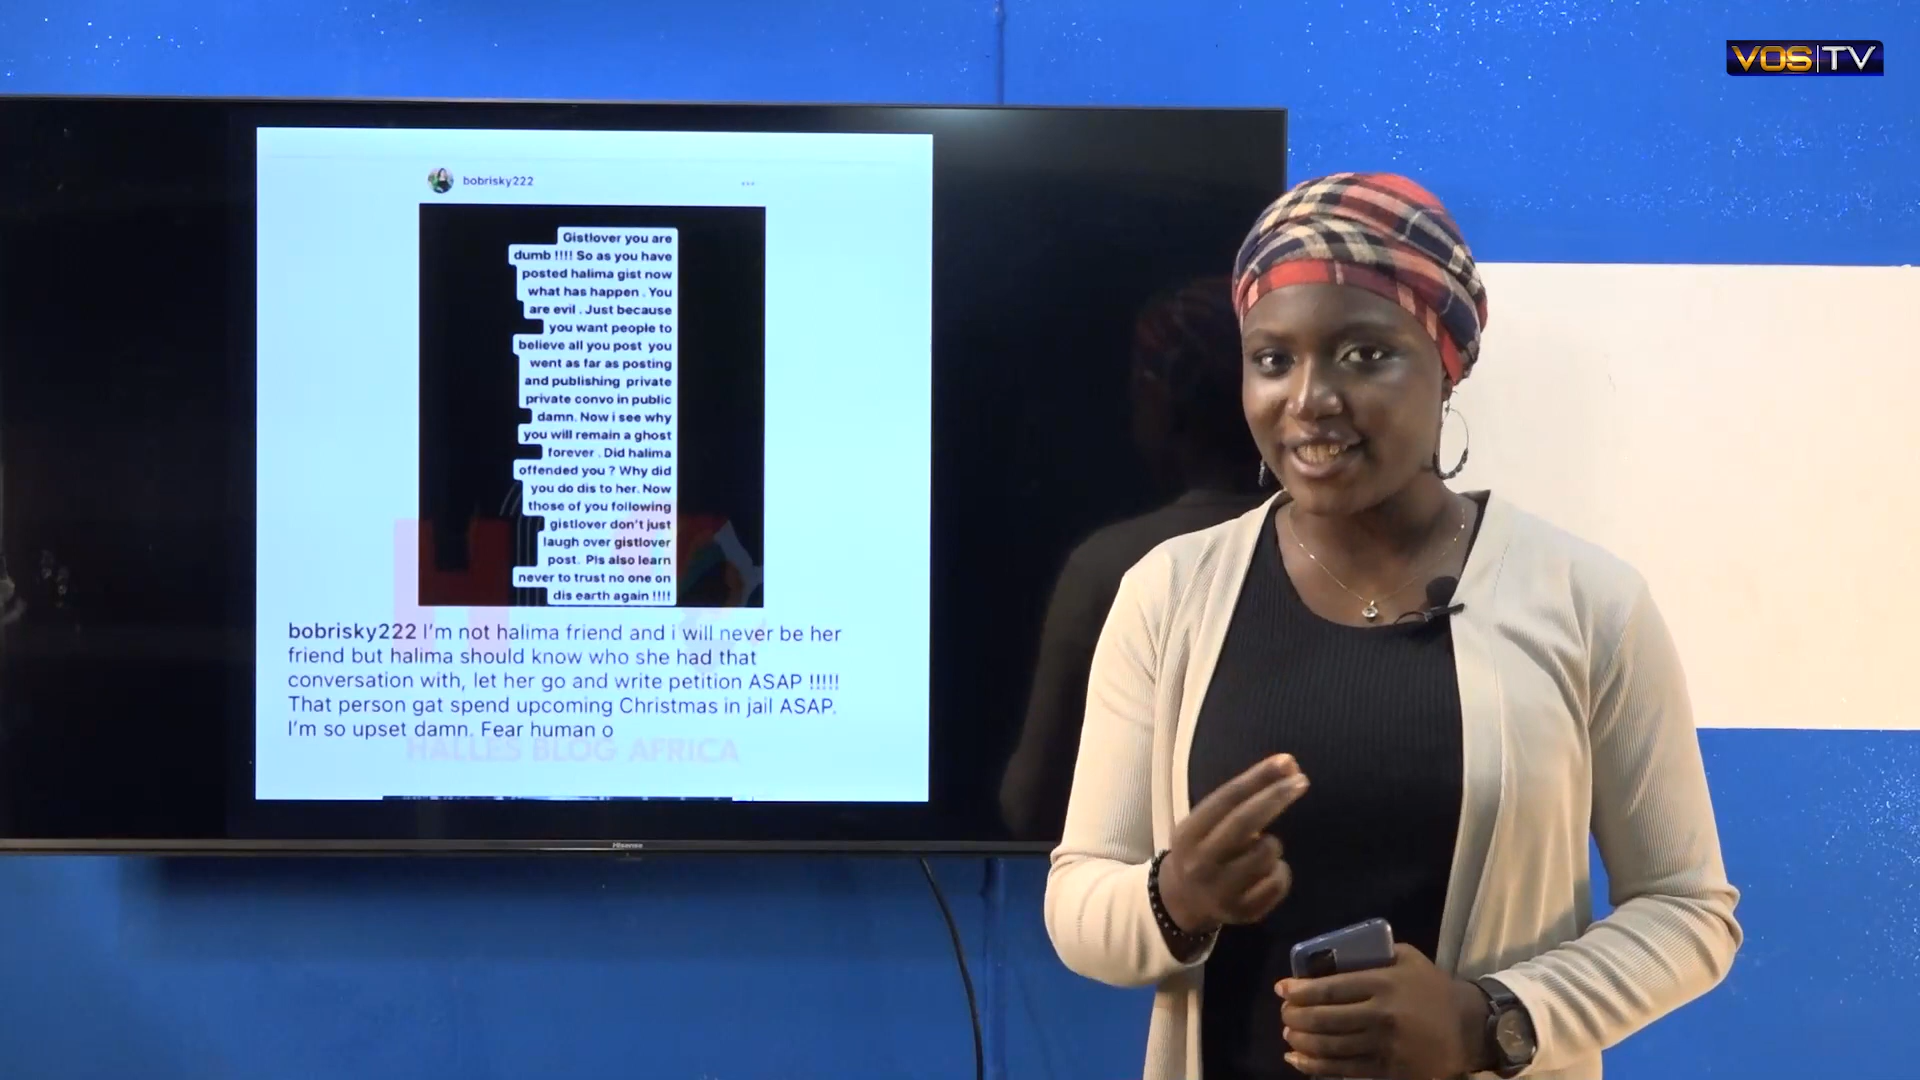 VOS|TV
bobrisky222
Gistlover you are
dumb !!!! So as you have
posted halima gist now
what has happen . You
are evil . Just because
you want people to
believe all you post you
went as far as posting
and publishing private
private convo in public
damn. Now i see why
you will remain a ghost
forever . Did halima
offended you ? Why did
you do dis to her. Now
those of you following
gistlover don't just
laugh over gistlover
post. Pls also learn
never to trust no one on
dis earth again !!!!
bobrisky222 I'm not halima friend and i will never be her
friend but halima should know who she had that
conversation with, let her go and write petition ASAP !!!!!
That person gat spend upcoming Christmas in jail ASAP.
I'm so upset damn. Fear human o
HALLES BLOG AFRICA
Hisense